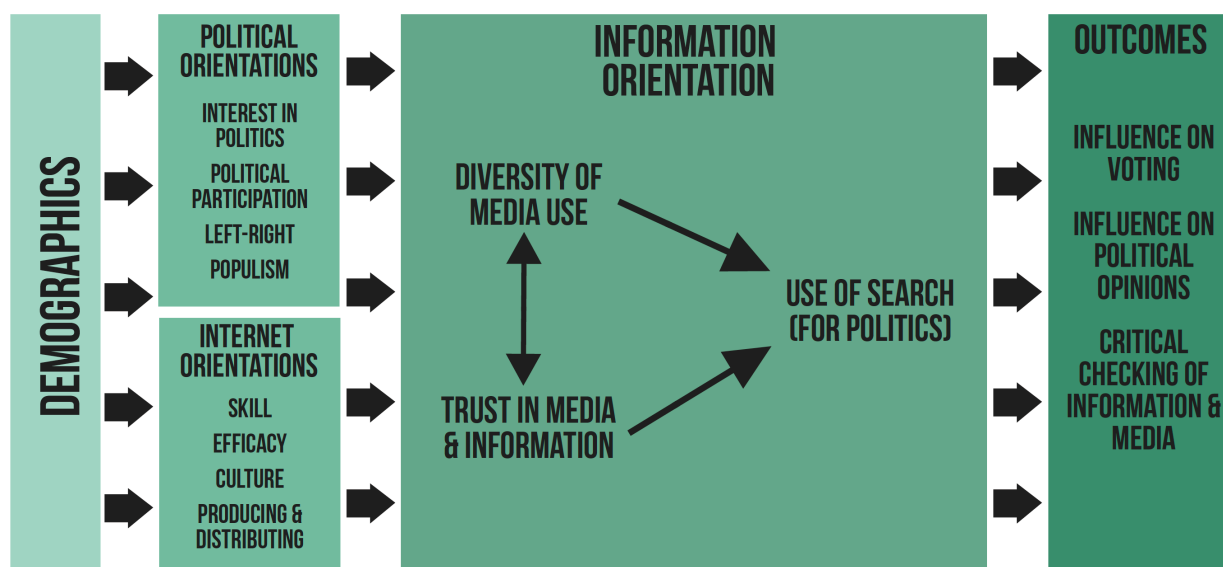 DEMOGRAPHICS
POLITICAL
ORIENTATIONS
INTEREST IN
POLITICS
POLITICAL
PARTICIPATION
LEFT-RIGHT
POPULISM
INTERNET
ORIENTATIONS
SKILL
EFFICACY
CULTURE
PRODUCING &
DISTRIBUTING
INFORMATION
ORIENTATION
DIVERSITY OF
MEDIA USE
TRUST IN MEDIA
& INFORMATION
USE OF SEARCH
(FOR POLITICS)
OUTCOMES
INFLUENCE ON
VOTING
INFLUENCE ON
POLITICAL
OPINIONS
CRITICAL
CHECKING OF
INFORMATION &
MEDIA